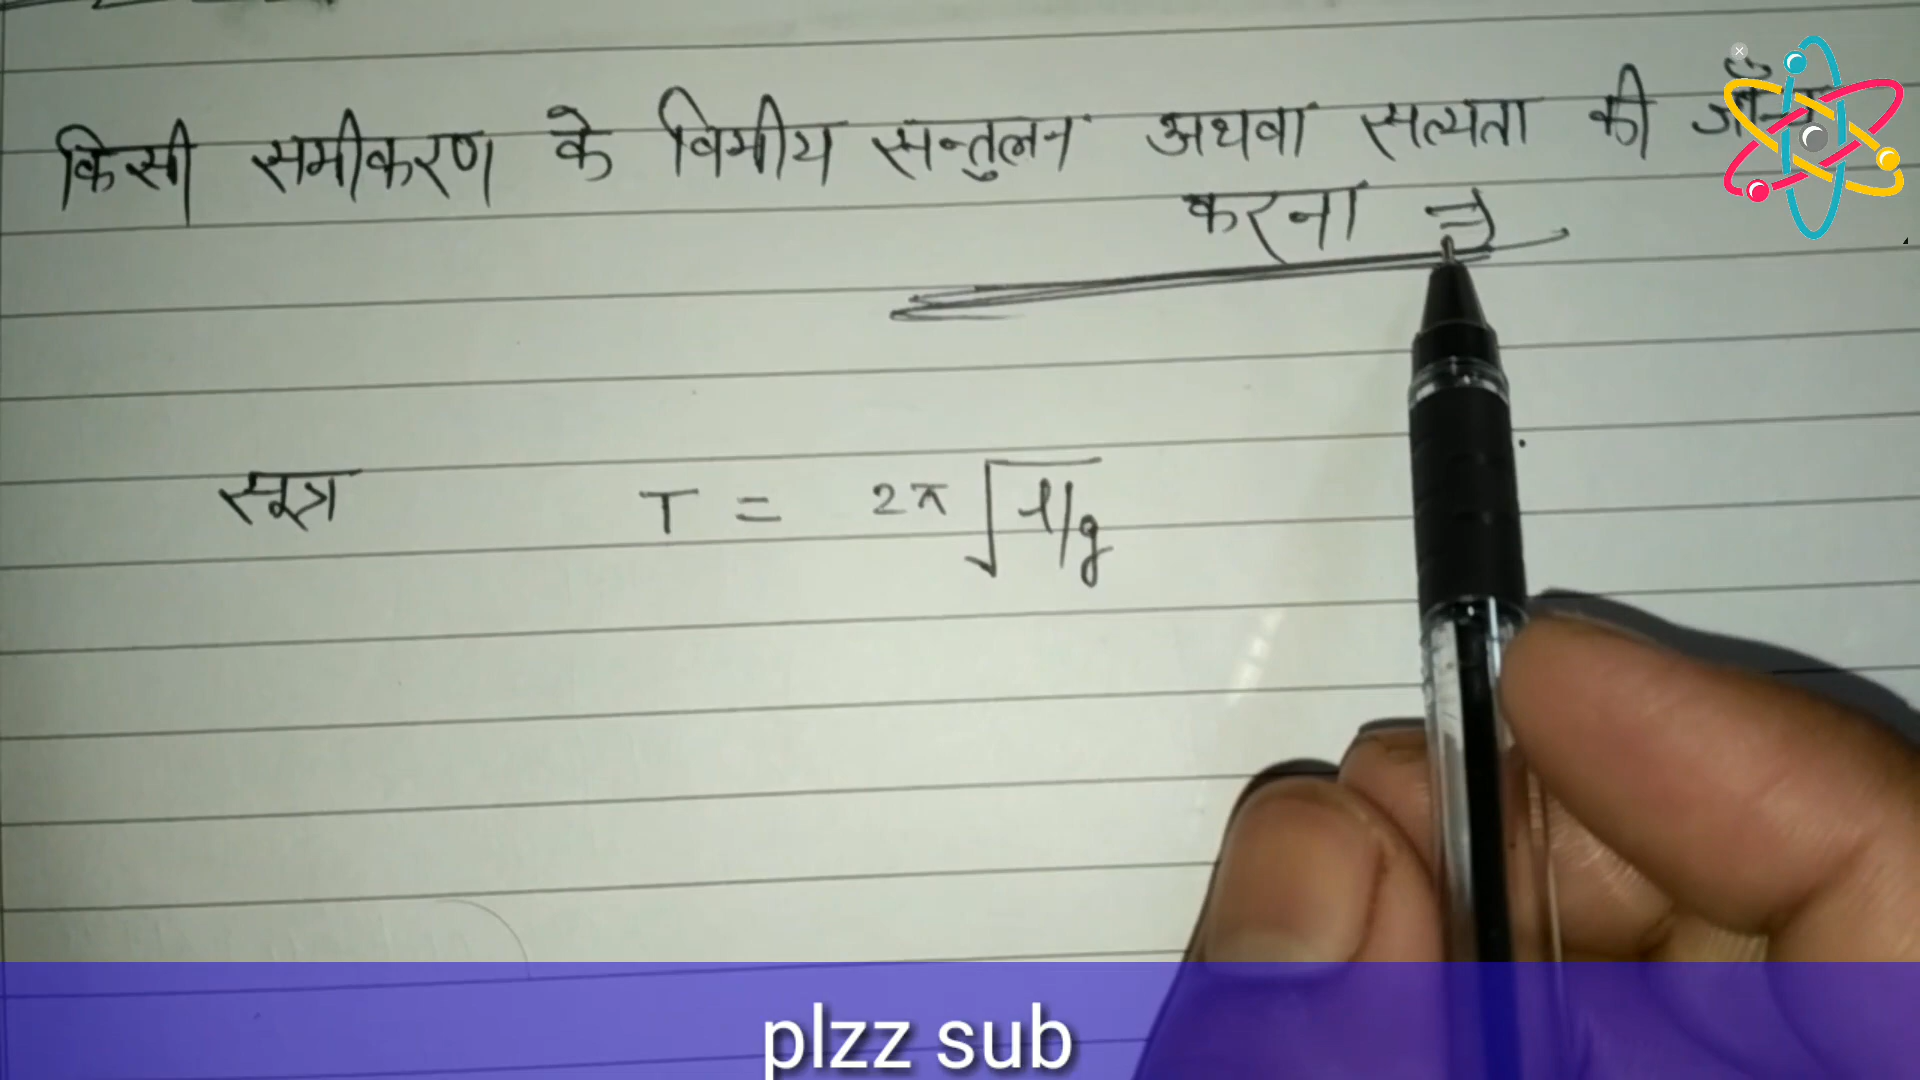 किसी समीकरण के विमीय सन्तुलन अथवा सत्यता की जाँच
करना ⇒
सूत्र T = 2π √l/g
plzz sub